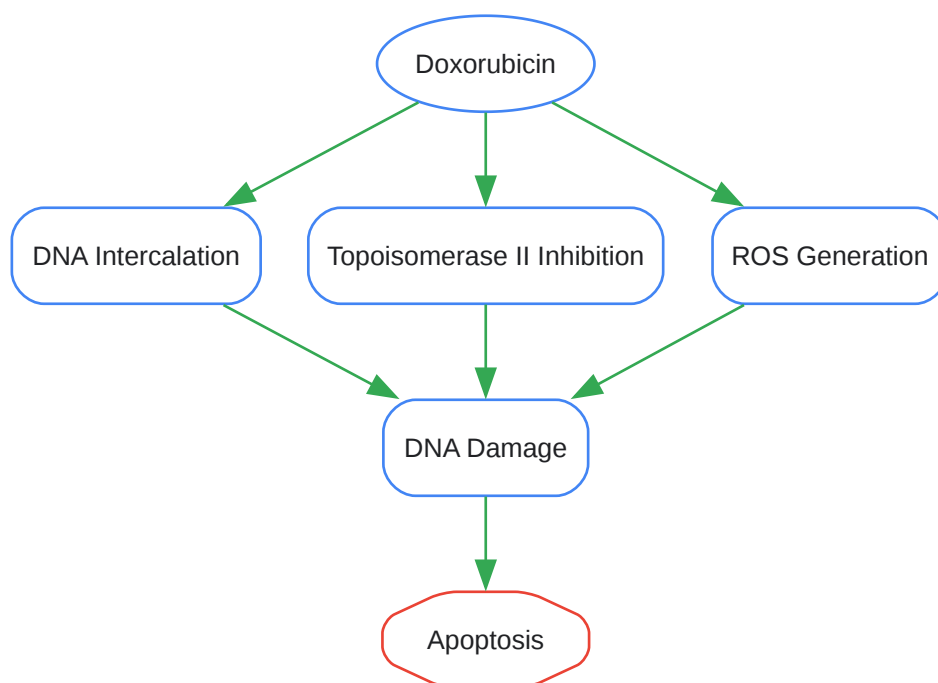 Doxorubicin
DNA Intercalation
Topoisomerase II Inhibition
ROS Generation
DNA Damage
Apoptosis